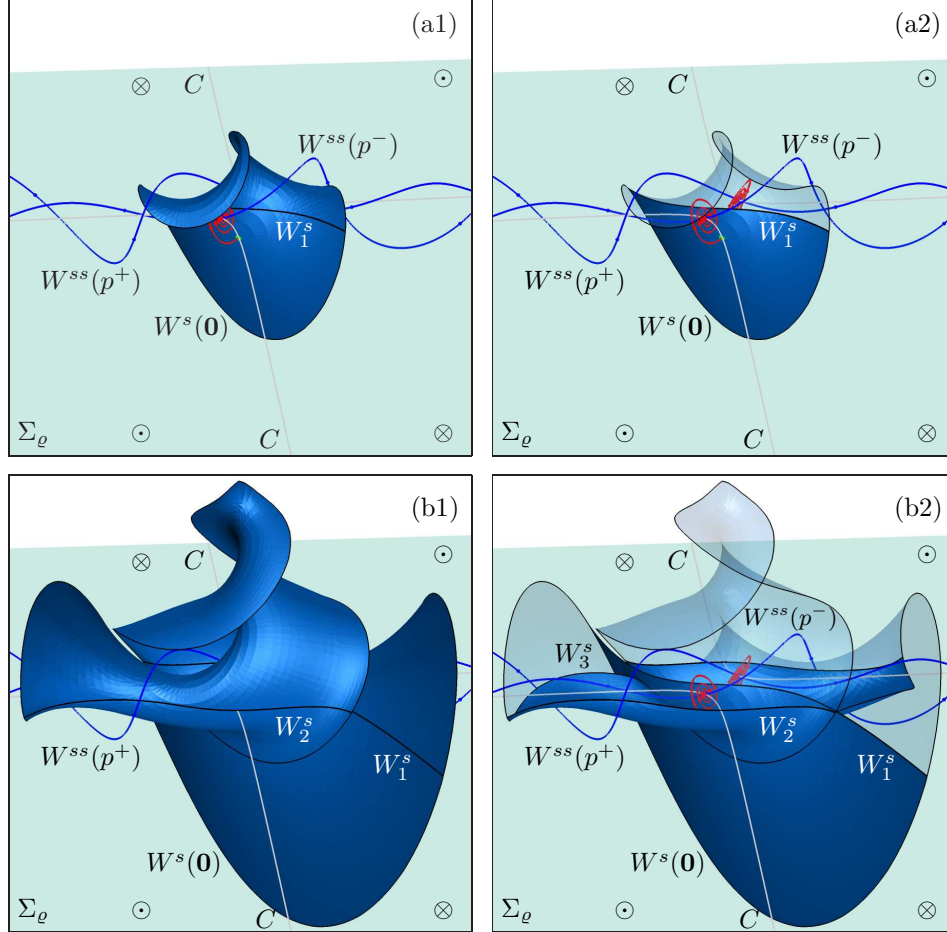 (a1)
⊗ C ⊙
W^{ss}(p^-)
W_1^s
W^{ss}(p^+)
W^s(𝟎)
Σ_ϱ ⊙ C ⊗
(a2)
⊗ C ⊙
W^{ss}(p^-)
W_1^s
W^{ss}(p^+)
W^s(𝟎)
Σ_ϱ ⊙ C ⊗
(b1)
⊗ C ⊙
W_2^s
W^{ss}(p^+) W_1^s
W^s(𝟎)
Σ_ϱ ⊙ C ⊗
(b2)
⊗ C ⊙
W^{ss}(p^-)
W_3^s
W_2^s
W^{ss}(p^+) W_1^s
W^s(𝟎)
Σ_ϱ ⊙ C ⊗